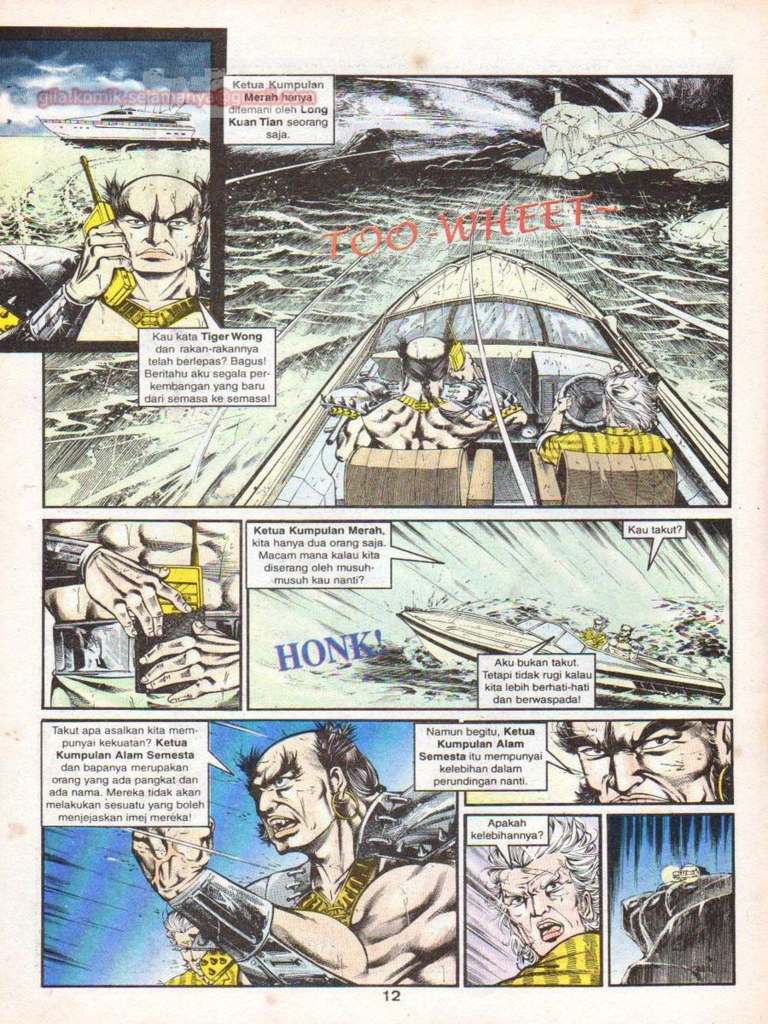 Ketua Kumpulan
Merah hanya
ditemani oleh Long
Kuan Tian seorang
saja.
TOO-WHEET~
Kau kata Tiger Wong
dan rakan-rakannya
telah berlepas? Bagus!
Beritahu aku segala per-
kembangan yang baru
dari semasa ke semasa!
Ketua Kumpulan Merah,
kita hanya dua orang saja.
Macam mana kalau kita
diserang oleh musuh-
musuh kau nanti?
Kau takut?
HONK!
Aku bukan takut.
Tetapi tidak rugi kalau
kita lebih berhati-hati
dan berwaspada!
Takut apa asalkan kita mem-
punyai kekuatan? Ketua
Kumpulan Alam Semesta
dan bapanya merupakan
orang yang ada pangkat dan
ada nama. Mereka tidak akan
melakukan sesuatu yang boleh
menjejaskan imej mereka!
Namun begitu, Ketua
Kumpulan Alam
Semesta itu mempunyai
kelebihan dalam
perundingan nanti.
Apakah
kelebihannya?
12